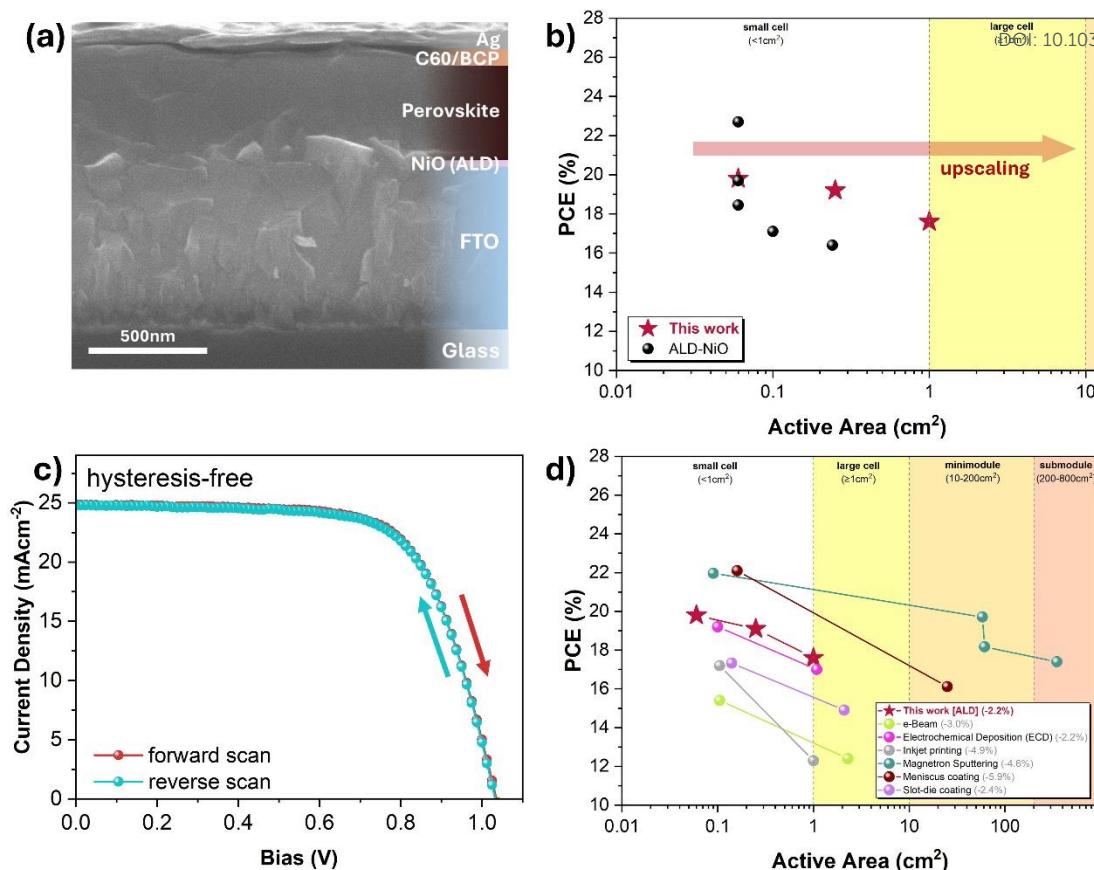 (a)
Ag
C60/BCP
Perovskite
NiO (ALD)
FTO
500nm
Glass
b)
small cell
(<1cm²)
large cell
DOI: 10.103
PCE (%)
28
26
24
22
20
18
16
14
12
10
upscaling
This work
ALD-NiO
0.01
0.1
1
10
Active Area (cm²)
c)
hysteresis-free
Current Density (mAcm-²)
30
25
20
15
10
5
0
forward scan
reverse scan
0.0
0.2
0.4
0.6
0.8
1.0
Bias (V)
d)
small cell
(<1cm²)
large cell
(≥1cm²)
minimodule
(10-200cm²)
submodule
(200-800cm²)
PCE (%)
28
26
24
22
20
18
16
14
12
10
This work [ALD] (-2.2%)
e-Beam (-3.0%)
Electrochemical Deposition (ECD) (-2.2%)
Inkjet printing (-4.9%)
Magnetron Sputtering (-4.6%)
Meniscus coating (-5.9%)
Slot-die coating (-2.4%)
0.01
0.1
1
10
100
Active Area (cm²)